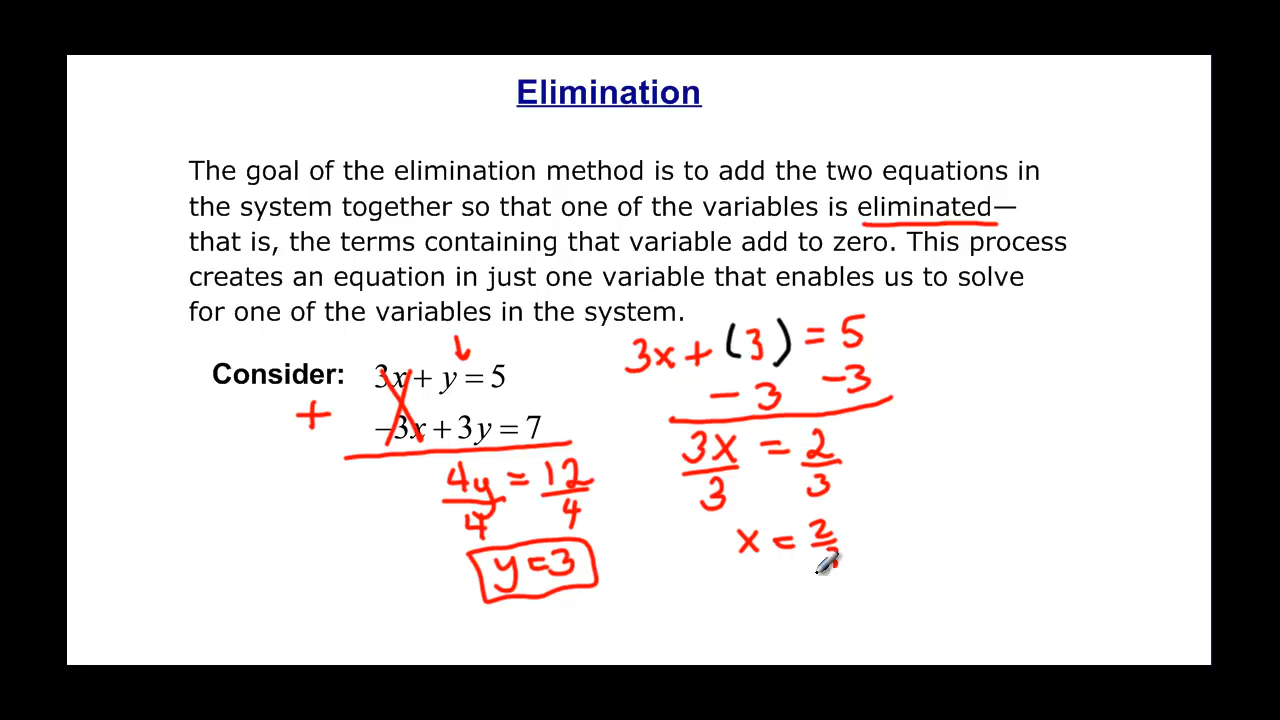 Elimination
The goal of the elimination method is to add the two equations in
the system together so that one of the variables is eliminated—
that is, the terms containing that variable add to zero. This process
creates an equation in just one variable that enables us to solve
for one of the variables in the system.
Consider: 3x + y = 5
+ −3x + 3y = 7
4y/4 = 12/4
y = 3
3x + (3) = 5
− 3 − 3
3x/3 = 2/3
x = 2/3